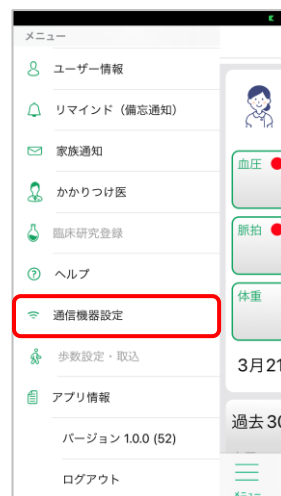 メニュー
ユーザー情報
リマインド（備忘通知）
家族通知
かかりつけ医
臨床研究登録
ヘルプ
通信機器設定
歩数設定・取込
アプリ情報
バージョン 1.0.0 (52)
ログアウト
血圧
脈拍
体重
3月21
過去30
メニュー